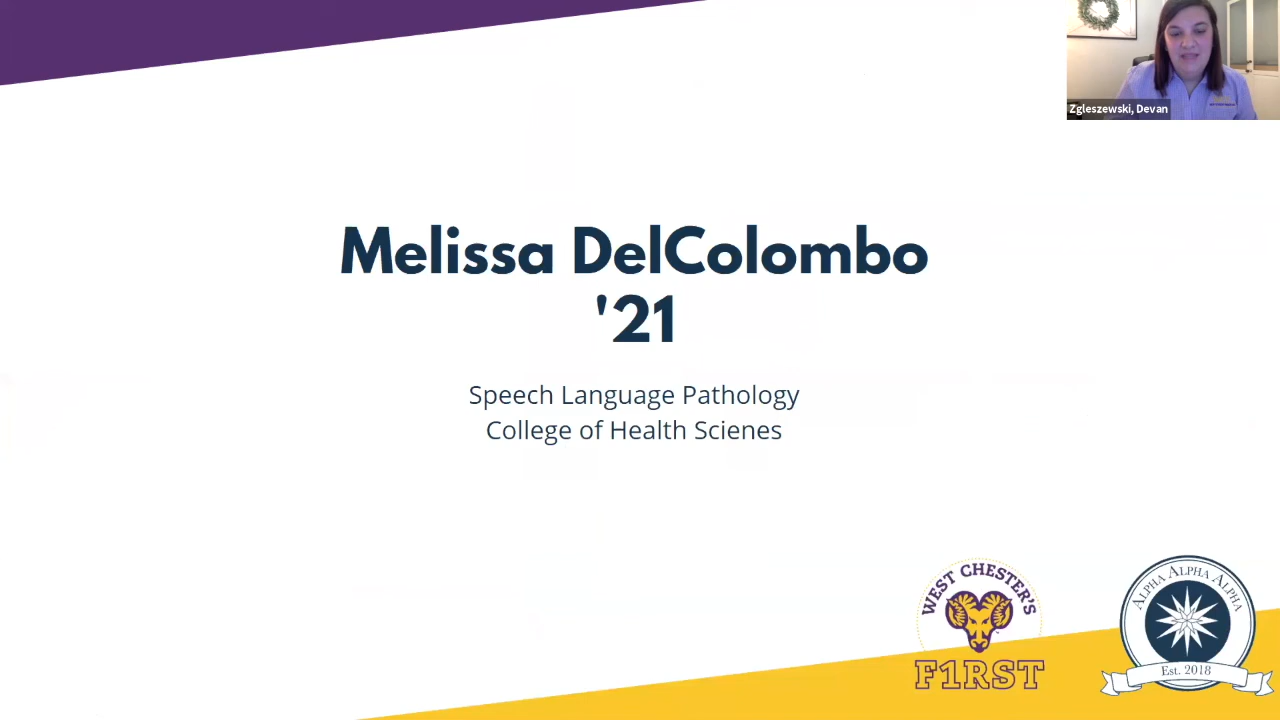 Zgleszewski, Devan
Melissa DelColombo
'21
Speech Language Pathology
College of Health Scienes
WEST CHESTER'S
F1RST
ALPHA ALPHA ALPHA
Est. 2018